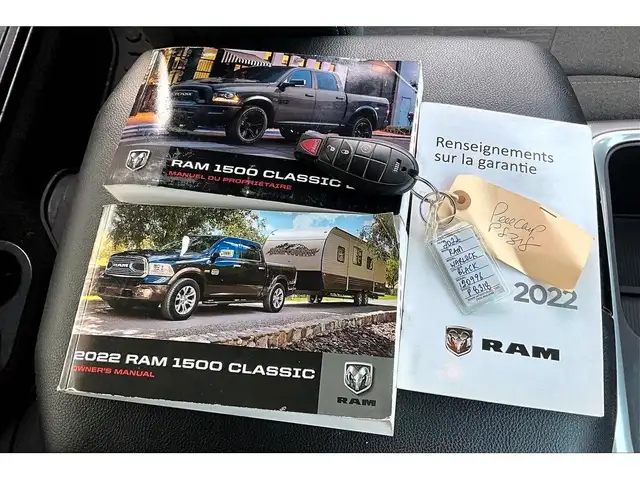 RAM 1500 CLASSIC
MANUEL DU PROPRIÉTAIRE
2022 RAM 1500 CLASSIC
OWNER'S MANUAL
RAM
Renseignements
sur la garantie
2022
RAM
2022
RAM
WARLOCK
BLACK